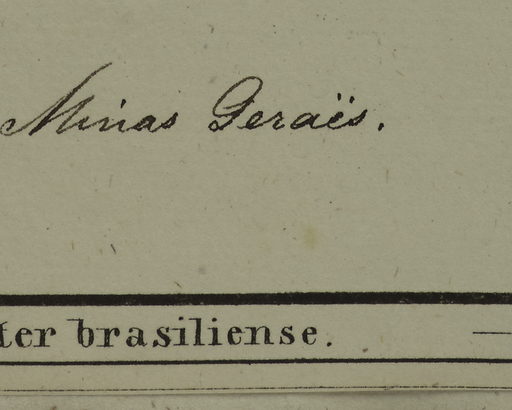 Minas Geraës.
ter brasiliense.